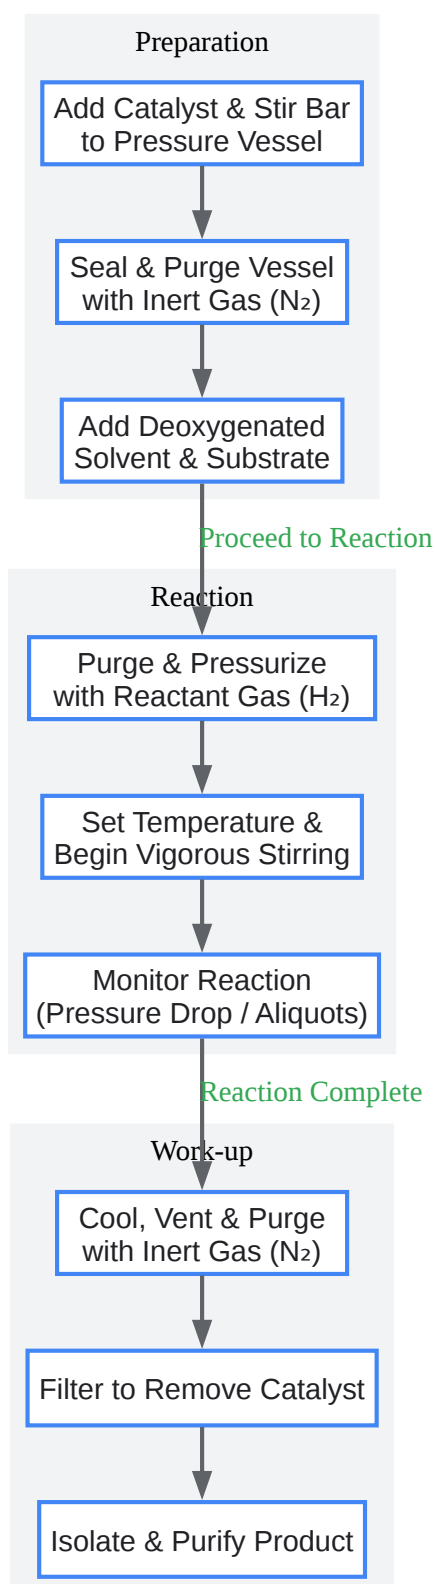 Preparation
Add Catalyst & Stir Bar
to Pressure Vessel
Seal & Purge Vessel
with Inert Gas (N₂)
Add Deoxygenated
Solvent & Substrate
Proceed to Reaction
Reaction
Purge & Pressurize
with Reactant Gas (H₂)
Set Temperature &
Begin Vigorous Stirring
Monitor Reaction
(Pressure Drop / Aliquots)
Reaction Complete
Work-up
Cool, Vent & Purge
with Inert Gas (N₂)
Filter to Remove Catalyst
Isolate & Purify Product